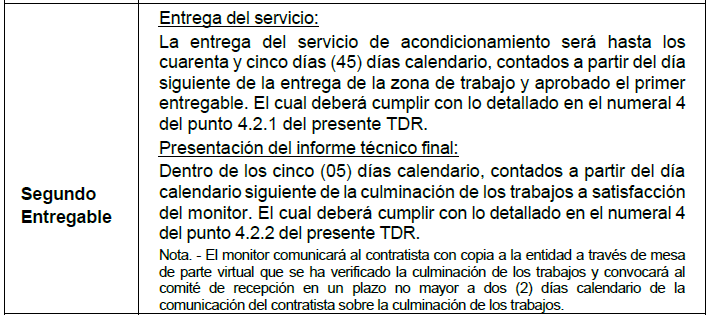 Entrega del servicio:
La entrega del servicio de acondicionamiento será hasta los
cuarenta y cinco días (45) días calendario, contados a partir del día
siguiente de la entrega de la zona de trabajo y aprobado el primer
entregable. El cual deberá cumplir con lo detallado en el numeral 4
del punto 4.2.1 del presente TDR.
Presentación del informe técnico final:
Dentro de los cinco (05) días calendario, contados a partir del día
calendario siguiente de la culminación de los trabajos a satisfacción
del monitor. El cual deberá cumplir con lo detallado en el numeral 4
del punto 4.2.2 del presente TDR.
Nota. - El monitor comunicará al contratista con copia a la entidad a través de mesa
de parte virtual que se ha verificado la culminación de los trabajos y convocará al
comité de recepción en un plazo no mayor a dos (2) días calendario de la
comunicación del contratista sobre la culminación de los trabajos.
Segundo
Entregable